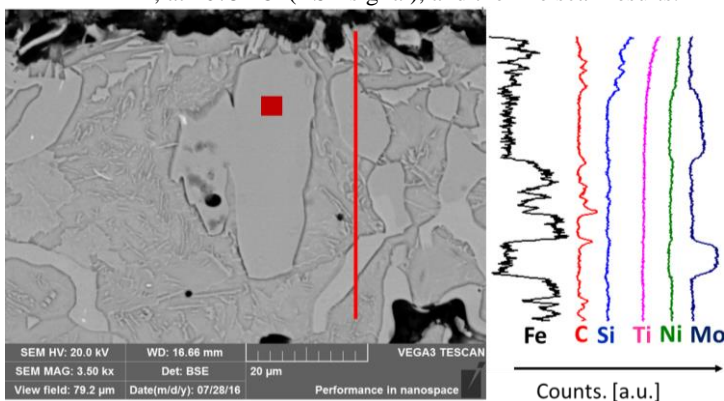 SEM HV: 20.0 kV WD: 16.66 mm VEGA3 TESCAN
SEM MAG: 3.50 kx Det: BSE 20 µm
View field: 79.2 µm Date(m/d/y): 07/28/16 Performance in nanospace
Fe C Si Ti Ni Mo
Counts. [a.u.]